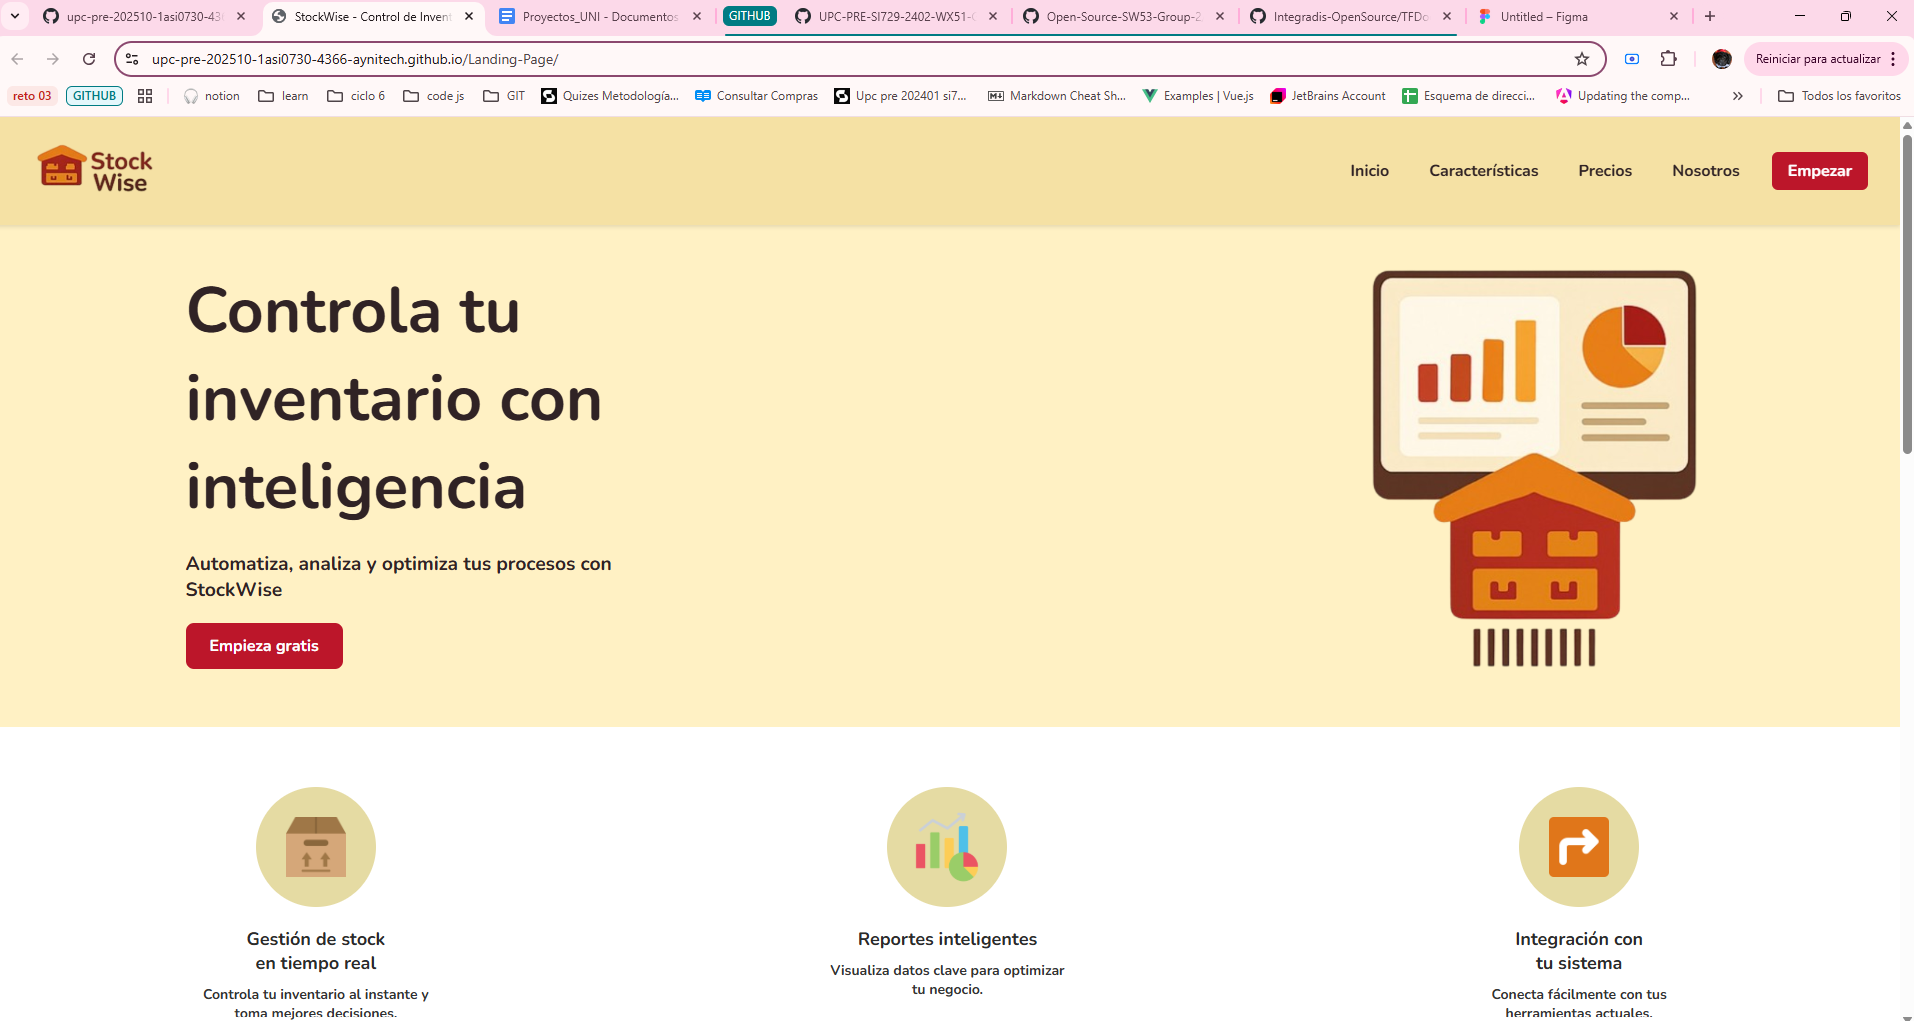 upc-pre-202510-1asi0730-43
StockWise - Control de Invent
Proyectos_UNI - Documentos
GITHUB
UPC-PRE-SI729-2402-WX51-
Open-Source-SW53-Group-2
Integradis-OpenSource/TFDo
Untitled – Figma
upc-pre-202510-1asi0730-4366-aynitech.github.io/Landing-Page/
Reiniciar para actualizar
reto 03
GITHUB
notion
learn
ciclo 6
code js
GIT
Quizes Metodología...
Consultar Compras
Upc pre 202401 si7...
Markdown Cheat Sh...
Examples | Vue.js
JetBrains Account
Esquema de direcci...
Updating the comp...
Todos los favoritos
Stock
Wise
Inicio
Características
Precios
Nosotros
Empezar
Controla tu
inventario con
inteligencia
Automatiza, analiza y optimiza tus procesos con
StockWise
Empieza gratis
Gestión de stock
en tiempo real
Controla tu inventario al instante y
toma mejores decisiones.
Reportes inteligentes
Visualiza datos clave para optimizar
tu negocio.
Integración con
tu sistema
Conecta fácilmente con tus
herramientas actuales.